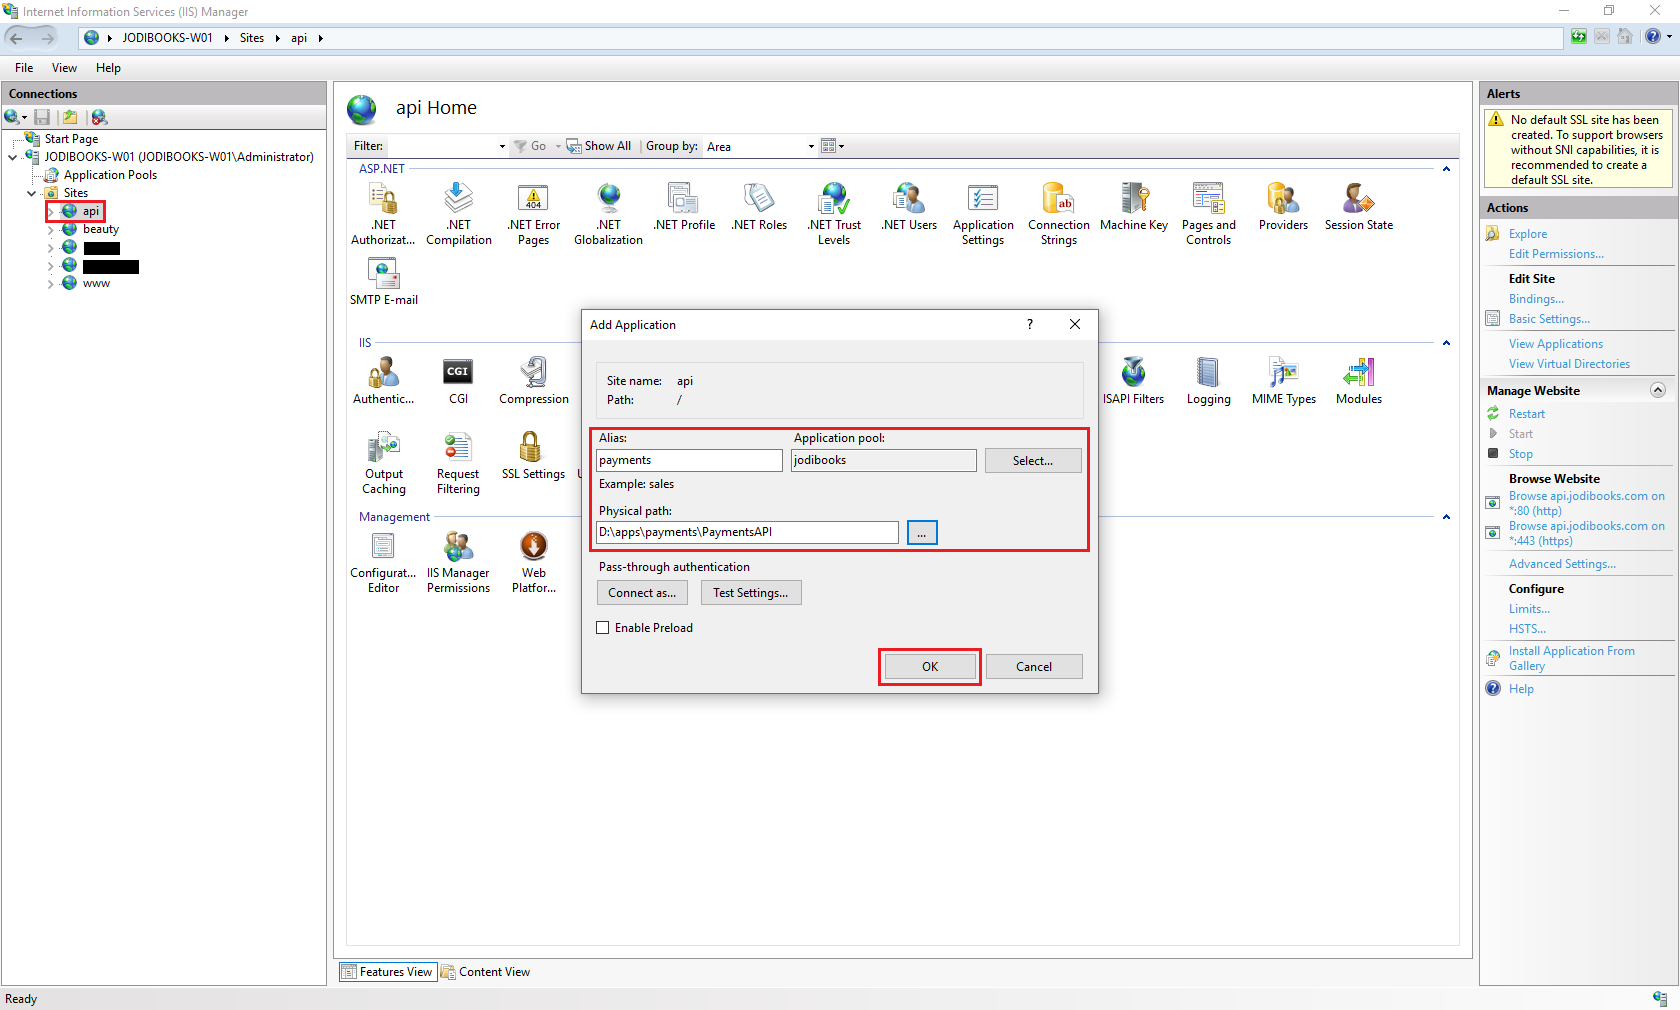 Internet Information Services (IIS) Manager
JODIBOOKS-W01 Sites api
File View Help
Connections
Start Page
JODIBOOKS-W01 (JODIBOOKS-W01\Administrator)
Application Pools
Sites
api
beauty
www
api Home
Filter: Go Show All Group by: Area
ASP.NET
.NET Authorizat...
.NET Compilation
404
.NET Error Pages
.NET Globalization
.NET Profile
.NET Roles
.NET Trust Levels
.NET Users
Application Settings
ab
Connection Strings
Machine Key
Pages and Controls
Providers
Session State
SMTP E-mail
IIS
Authentic...
CGI
CGI
Compression
ISAPI Filters
Logging
MIME Types
Modules
Output Caching
Request Filtering
SSL Settings
Management
Configurat... Editor
IIS Manager Permissions
Web Platfor...
Add Application
?
Site name: api
Path: /
Alias:
Application pool:
payments
jodibooks
Select...
Example: sales
Physical path:
D:\apps\payments\PaymentsAPI
...
Pass-through authentication
Connect as...
Test Settings...
Enable Preload
OK
Cancel
Features View
Content View
Ready
Alerts
No default SSL site has been
created. To support browsers
without SNI capabilities, it is
recommended to create a
default SSL site.
Actions
Explore
Edit Permissions...
Edit Site
Bindings...
Basic Settings...
View Applications
View Virtual Directories
Manage Website
Restart
Start
Stop
Browse Website
Browse api.jodibooks.com on
*:80 (http)
Browse api.jodibooks.com on
*:443 (https)
Advanced Settings...
Configure
Limits...
HSTS...
Install Application From
Gallery
Help